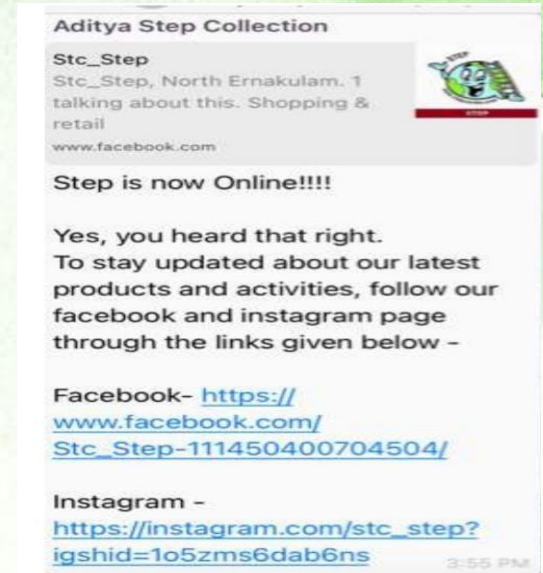 Aditya Step Collection
Stc_Step
Stc_Step, North Ernakulam. 1
talking about this. Shopping &
retail
www.facebook.com
STEP
STEP
Step is now Online!!!!
Yes, you heard that right.
To stay updated about our latest
products and activities, follow our
facebook and instagram page
through the links given below -
Facebook- https://
www.facebook.com/
Stc_Step-111450400704504/
Instagram -
https://instagram.com/stc_step?
igshid=1o5zms6dab6ns
3:55 PM